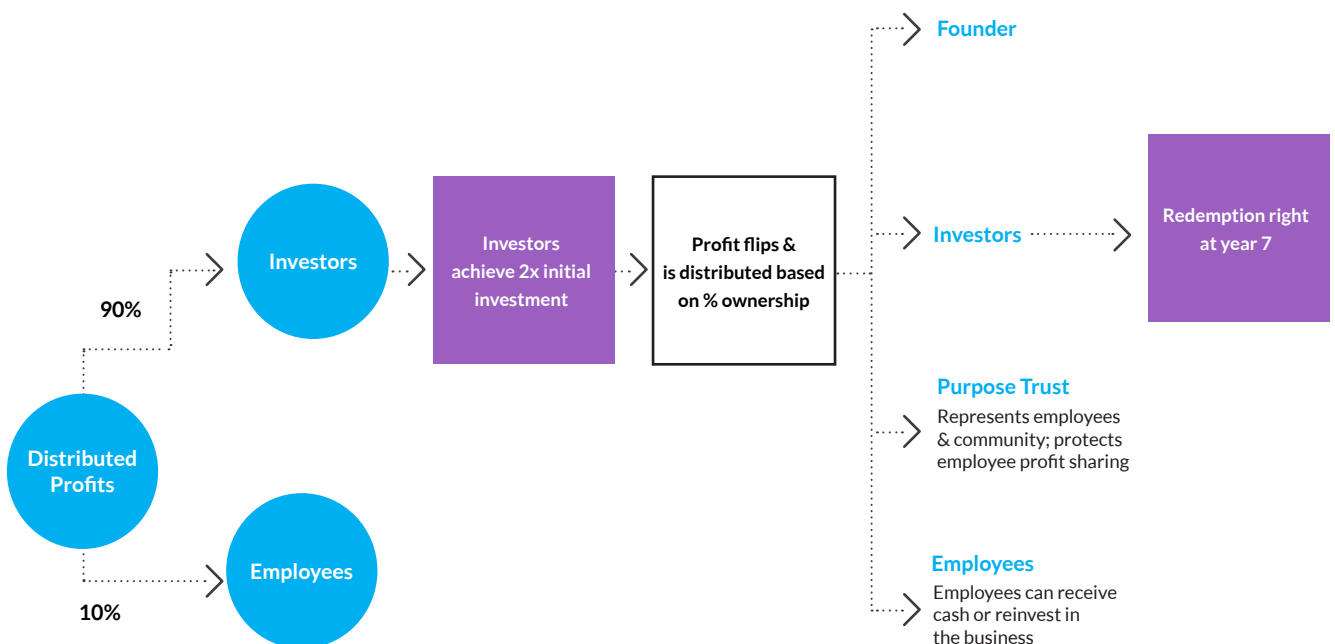 Founder
90%
Investors
Investors
achieve 2x initial
investment
Profit flips &
is distributed based
on % ownership
Investors
Redemption right
at year 7
Distributed
Profits
Purpose Trust
Represents employees
& community; protects
employee profit sharing
10%
Employees
Employees
Employees can receive
cash or reinvest in
the business